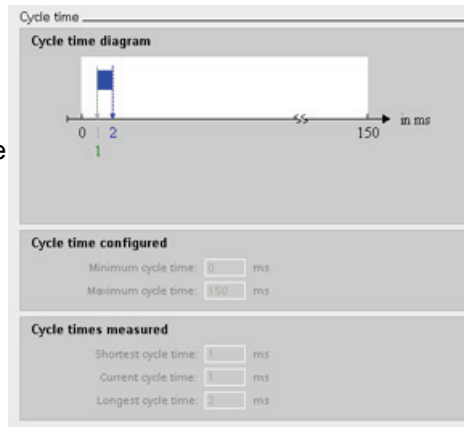 Cycle time
Cycle time diagram
0 1 2 150 in ms
1
e
Cycle time configured
Minimum cycle time: 0 ms
Maximum cycle time: 150 ms
Cycle times measured
Shortest cycle time: 1 ms
Current cycle time: 1 ms
Longest cycle time: 2 ms